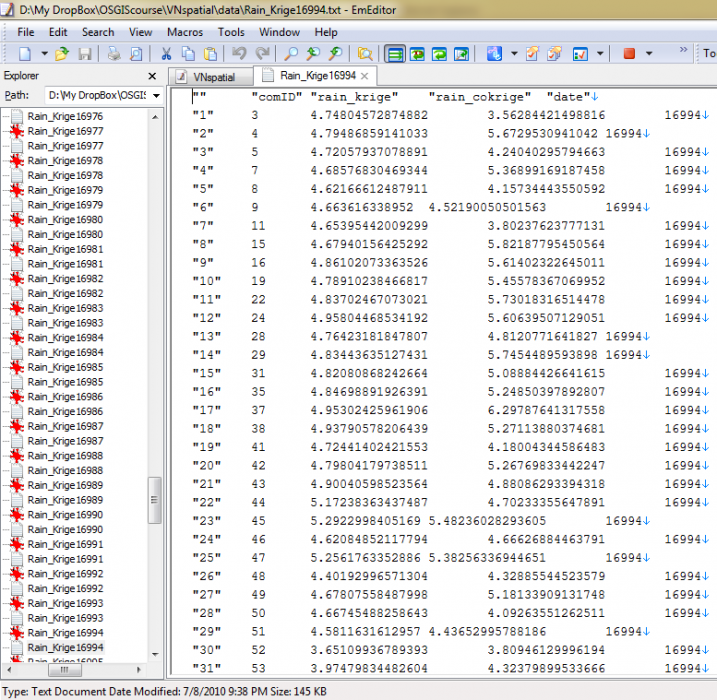 D:\My DropBox\OSGIScourse\VNspatial\data\Rain_Krige16994.txt - EmEditor
File Edit Search View Macros Tools Window Help
» To
Explorer
VNspatial Rain_Krige16994
Path: D:\My DropBox\OSGIS
Rain_Krige16976
Rain_Krige16977
Rain_Krige16977
Rain_Krige16978
Rain_Krige16978
Rain_Krige16979
Rain_Krige16979
Rain_Krige16980
Rain_Krige16980
Rain_Krige16981
Rain_Krige16981
Rain_Krige16982
Rain_Krige16982
Rain_Krige16983
Rain_Krige16983
Rain_Krige16984
Rain_Krige16984
Rain_Krige16985
Rain_Krige16985
Rain_Krige16986
Rain_Krige16986
Rain_Krige16987
Rain_Krige16987
Rain_Krige16988
Rain_Krige16988
Rain_Krige16989
Rain_Krige16989
Rain_Krige16990
Rain_Krige16990
Rain_Krige16991
Rain_Krige16991
Rain_Krige16992
Rain_Krige16992
Rain_Krige16993
Rain_Krige16993
Rain_Krige16994
Rain_Krige16994
Rain_Krige16995
"" "comID" "rain_krige" "rain_cokrige" "date"↓
"1" 3 4.74804572874882 3.56284421498816 16994↓
"2" 4 4.79486859141033 5.6729530941042 16994↓
"3" 5 4.72057937078891 4.24040295794663 16994↓
"4" 7 4.68576830469344 5.36899169187458 16994↓
"5" 8 4.62166612487911 4.15734443550592 16994↓
"6" 9 4.663616338952 4.52190050501563 16994↓
"7" 11 4.65395442009299 3.80237623777131 16994↓
"8" 15 4.67940156425292 5.82187795450564 16994↓
"9" 16 4.86102073363526 5.61402322645011 16994↓
"10" 19 4.78910238466817 5.45578367069952 16994↓
"11" 22 4.83702467073021 5.73018316514478 16994↓
"12" 24 4.95804468534192 5.60639507129051 16994↓
"13" 28 4.76423181847807 4.8120771641827 16994↓
"14" 29 4.83443635127431 5.7454489593898 16994↓
"15" 31 4.82080868242664 5.08884426641615 16994↓
"16" 35 4.84698891926391 5.24850397892807 16994↓
"17" 37 4.95302425961906 6.29787641317558 16994↓
"18" 38 4.93790578206439 5.27113880374681 16994↓
"19" 41 4.72441402421553 4.18004344586483 16994↓
"20" 42 4.79804179738511 5.26769833442247 16994↓
"21" 43 4.90040598523564 4.88086293394318 16994↓
"22" 44 5.17238363437487 4.70233355647891 16994↓
"23" 45 5.2922998405169 5.48236028293605 16994↓
"24" 46 4.62084852117794 4.66626884463791 16994↓
"25" 47 5.2561763352886 5.38256336944651 16994↓
"26" 48 4.40192996571304 4.32885544523579 16994↓
"27" 49 4.67807558487998 5.18133909131748 16994↓
"28" 50 4.66745488258643 4.09263551262511 16994↓
"29" 51 4.5811631612957 4.43652995788186 16994↓
"30" 52 3.65109936789393 3.80946129996194 16994↓
"31" 53 3.97479834482604 4.32379899533666 16994↓
Type: Text Document Date Modified: 7/8/2010 9:38 PM Size: 145 KB